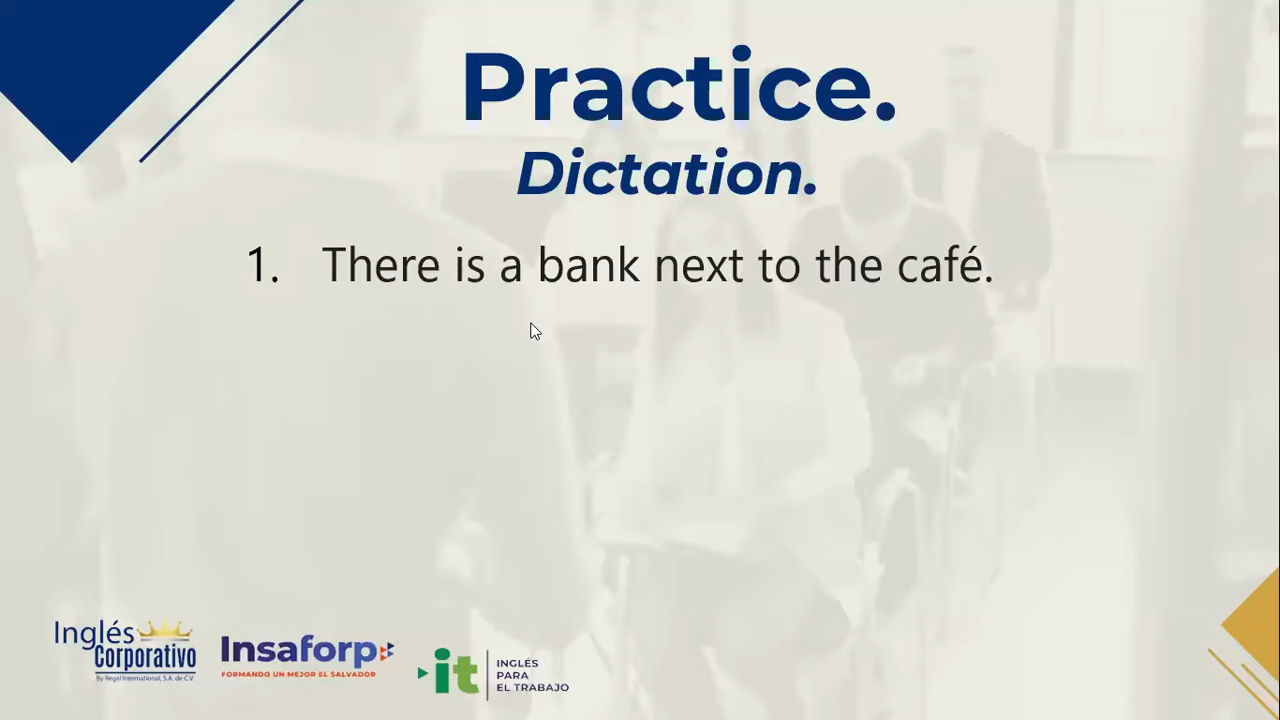 Practice.
Dictation.
1. There is a bank next to the café.
Inglés
Corporativo
By Regal International, S.A. de C.V.
Insaforp
FORMANDO UN MEJOR EL SALVADOR
it
INGLÉS
PARA
EL TRABAJO